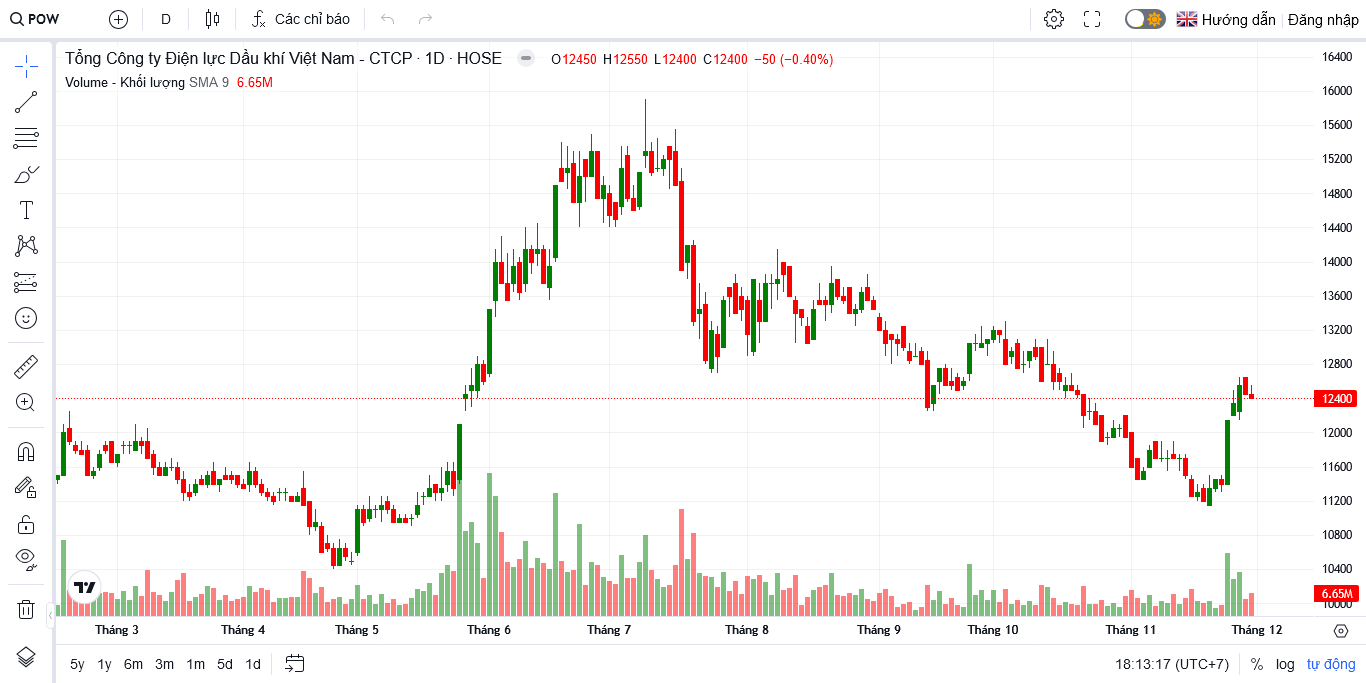 POW D Các chỉ báo Hướng dẫn Đăng nhập
Tổng Công ty Điện lực Dầu khí Việt Nam - CTCP · 1D · HOSE O12450 H12550 L12400 C12400 −50 (−0.40%)
Volume - Khối lượng SMA 9 6.65M
16400
16000
15600
15200
14800
14400
14000
13600
13200
12800
12400
12000
11600
11200
10800
10400
6.65M
10000
Tháng 3 Tháng 4 Tháng 5 Tháng 6 Tháng 7 Tháng 8 Tháng 9 Tháng 10 Tháng 11 Tháng 12
5y 1y 6m 3m 1m 5d 1d 18:13:17 (UTC+7) % log tự động